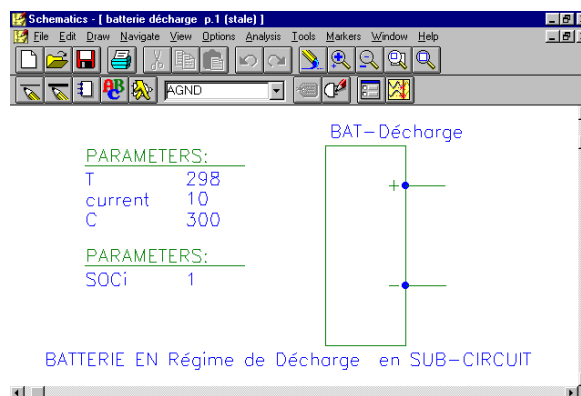 Schematics - [ batterie décharge p.1 (stale) ]
File Edit Draw Navigate View Options Analysis Tools Markers Window Help
AGND
BAT-Décharge
PARAMETERS:
T 298
current 10
C 300
PARAMETERS:
SOCi 1
+
-
BATTERIE EN Régime de Décharge en SUB-CIRCUIT